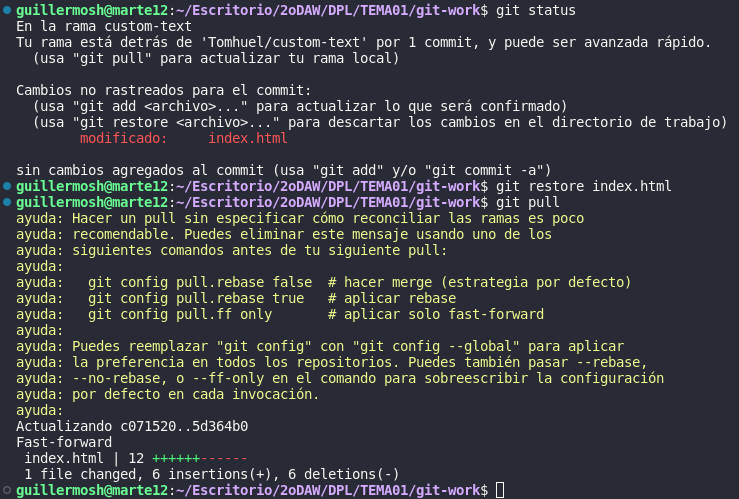 guillermosh@marte12:~/Escritorio/2oDAW/DPL/TEMA01/git-work$ git status
En la rama custom-text
Tu rama está detrás de 'Tomhuel/custom-text' por 1 commit, y puede ser avanzada rápido.
  (usa "git pull" para actualizar tu rama local)

Cambios no rastreados para el commit:
  (usa "git add <archivo>..." para actualizar lo que será confirmado)
  (usa "git restore <archivo>..." para descartar los cambios en el directorio de trabajo)
        modificado:     index.html

sin cambios agregados al commit (usa "git add" y/o "git commit -a")
guillermosh@marte12:~/Escritorio/2oDAW/DPL/TEMA01/git-work$ git restore index.html
guillermosh@marte12:~/Escritorio/2oDAW/DPL/TEMA01/git-work$ git pull
ayuda: Hacer un pull sin especificar cómo reconciliar las ramas es poco
ayuda: recomendable. Puedes eliminar este mensaje usando uno de los
ayuda: siguientes comandos antes de tu siguiente pull:
ayuda:
ayuda:   git config pull.rebase false  # hacer merge (estrategia por defecto)
ayuda:   git config pull.rebase true   # aplicar rebase
ayuda:   git config pull.ff only       # aplicar solo fast-forward
ayuda:
ayuda: Puedes reemplazar "git config" con "git config --global" para aplicar
ayuda: la preferencia en todos los repositorios. Puedes también pasar --rebase,
ayuda: --no-rebase, o --ff-only en el comando para sobreescribir la configuración
ayuda: por defecto en cada invocación.
ayuda:
Actualizando c071520..5d364b0
Fast-forward
 index.html | 12 ++++++------
 1 file changed, 6 insertions(+), 6 deletions(-)
guillermosh@marte12:~/Escritorio/2oDAW/DPL/TEMA01/git-work$